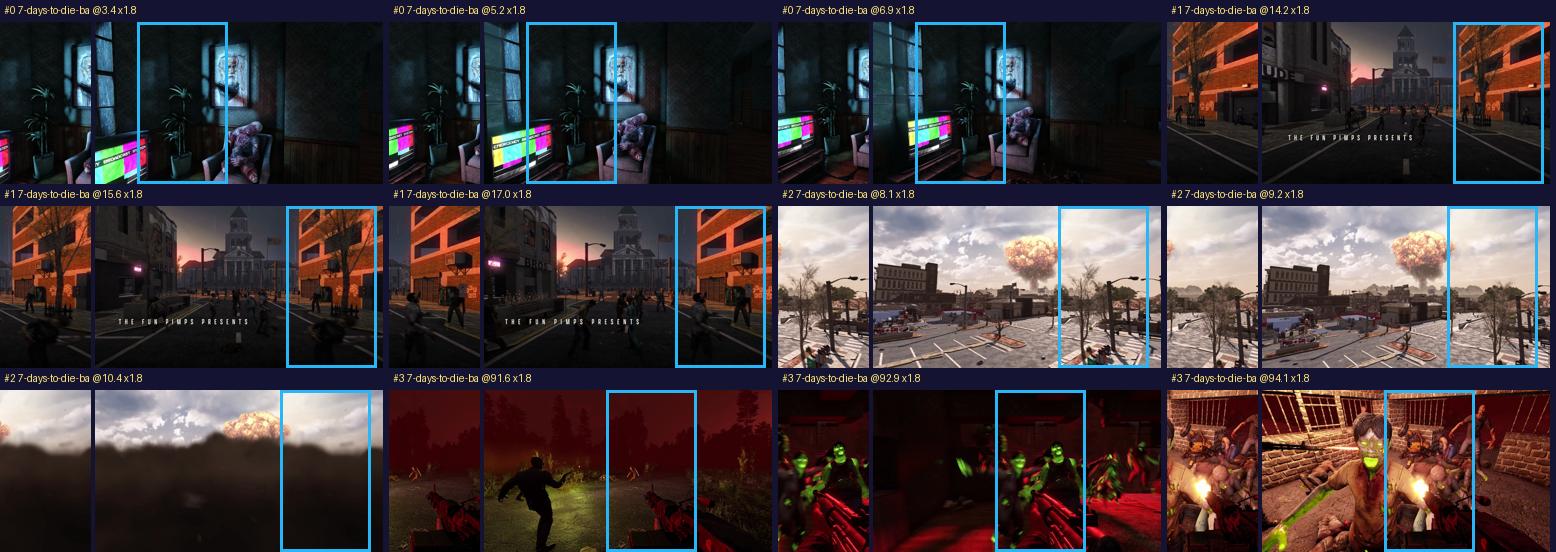 #0 7-days-to-die-ba @3.4 x1.8
#0 7-days-to-die-ba @5.2 x1.8
#0 7-days-to-die-ba @6.9 x1.8
#1 7-days-to-die-ba @14.2 x1.8
UDE
THE FUN PIMPS PRESENTS
#1 7-days-to-die-ba @15.6 x1.8
#1 7-days-to-die-ba @17.0 x1.8
#2 7-days-to-die-ba @8.1 x1.8
#2 7-days-to-die-ba @9.2 x1.8
THE FUN PIMPS PRESENTS
THE FUN PIMPS PRESENTS
#2 7-days-to-die-ba @10.4 x1.8
#3 7-days-to-die-ba @91.6 x1.8
#3 7-days-to-die-ba @92.9 x1.8
#3 7-days-to-die-ba @94.1 x1.8